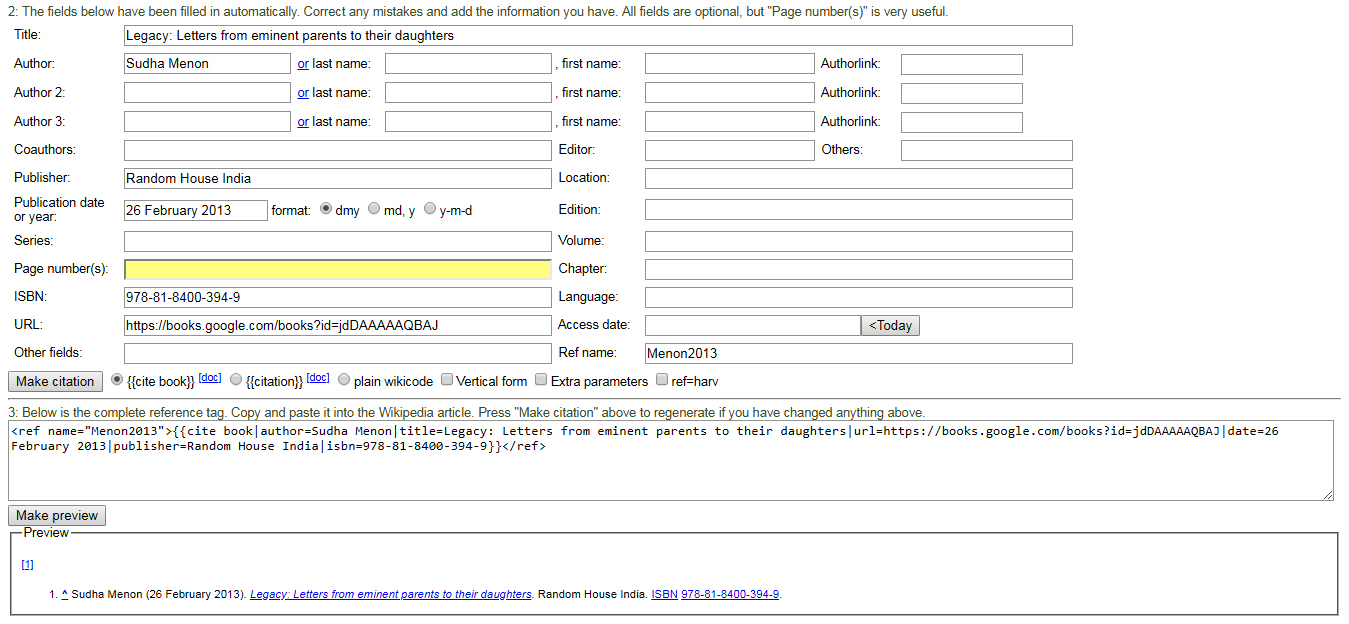 2: The fields below have been filled in automatically. Correct any mistakes and add the information you have. All fields are optional, but "Page number(s)" is very useful.
Title: Legacy: Letters from eminent parents to their daughters
Author: Sudha Menon or last name: , first name: Authorlink:
Author 2: or last name: , first name: Authorlink:
Author 3: or last name: , first name: Authorlink:
Coauthors: Editor: Others:
Publisher: Random House India Location:
Publication date
or year: 26 February 2013 format: dmy md, y y-m-d Edition:
Series: Volume:
Page number(s): Chapter:
ISBN: 978-81-8400-394-9 Language:
URL: https://books.google.com/books?id=jdDAAAAAQBAJ Access date: <Today
Other fields: Ref name: Menon2013
Make citation {{cite book}} [doc] {{citation}} [doc] plain wikicode Vertical form Extra parameters ref=harv
3: Below is the complete reference tag. Copy and paste it into the Wikipedia article. Press "Make citation" above to regenerate if you have changed anything above.
<ref name="Menon2013">{{cite book|author=Sudha Menon|title=Legacy: Letters from eminent parents to their daughters|url=https://books.google.com/books?id=jdDAAAAAQBAJ|date=26
February 2013|publisher=Random House India|isbn=978-81-8400-394-9}}</ref>
Make preview
Preview
[1]
1. ^ Sudha Menon (26 February 2013). Legacy: Letters from eminent parents to their daughters. Random House India. ISBN 978-81-8400-394-9.